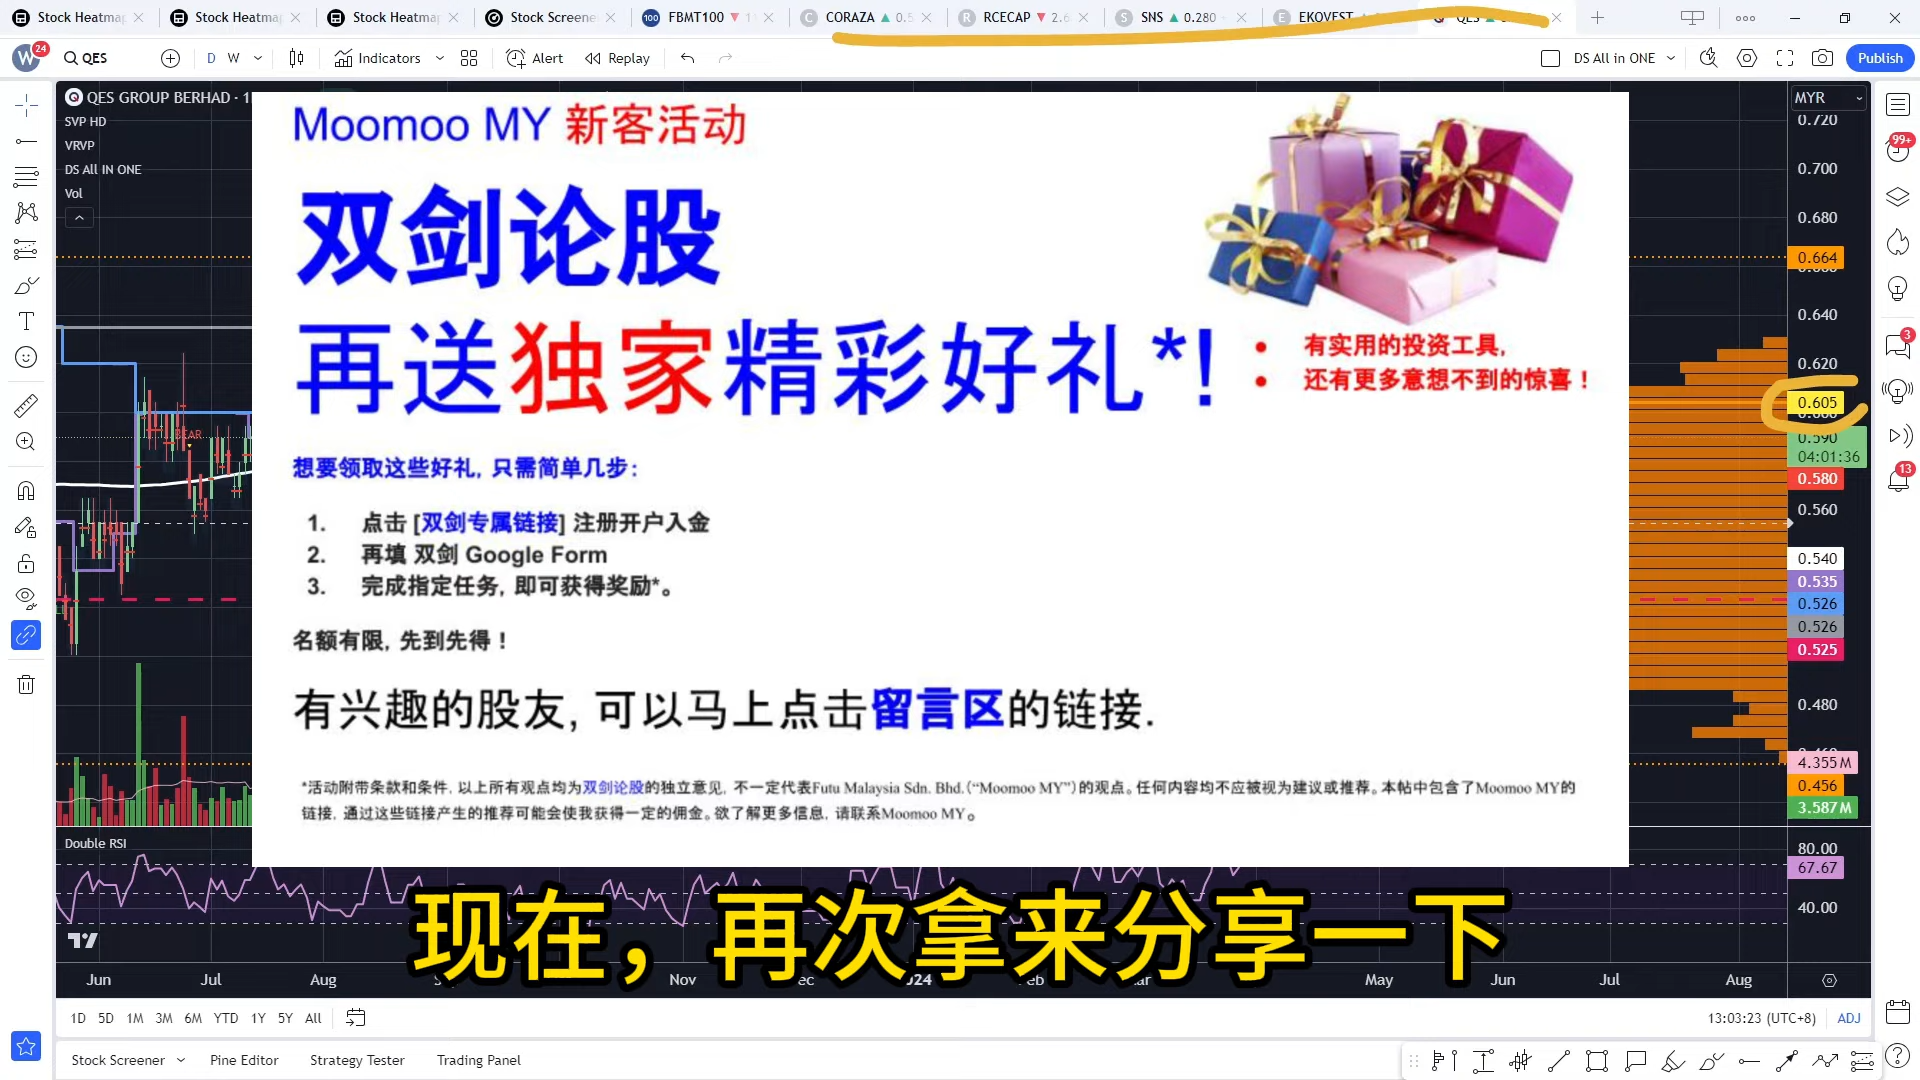 Stock Heatmap
Stock Heatmap
Stock Heatmap
Stock Screener
100 FBMT100
CORAZA
RCECAP
SNS 0.280
EKOVEST
QES
W 24 QES
D W
Indicators
Alert
Replay
DS All in ONE
Publish
QES GROUP BERHAD
SVP HD
VRVP
DS All IN ONE
Vol
BEAR
Moomoo MY 新客活动
双剑论股
再送独家精彩好礼*!
• 有实用的投资工具,
• 还有更多意想不到的惊喜！
想要领取这些好礼, 只需简单几步:
1. 点击 [双剑专属链接] 注册开户入金
2. 再填 双剑 Google Form
3. 完成指定任务, 即可获得奖励*。
名额有限, 先到先得！
有兴趣的股友, 可以马上点击留言区的链接.
*活动附带条款和条件, 以上所有观点均为双剑论股的独立意见, 不一定代表Futu Malaysia Sdn. Bhd.(“Moomoo MY”)的观点。任何内容均不应被视为建议或推荐。本帖中包含了Moomoo MY的
链接, 通过这些链接产生的推荐可能会使我获得一定的佣金。欲了解更多信息, 请联系Moomoo MY。
MYR
0.720
0.700
0.680
0.664
0.640
0.620
0.605
0.590
04:01:36
0.580
0.560
0.540
0.535
0.526
0.526
0.525
0.480
4.355M
0.456
3.587M
Double RSI
80.00
67.67
40.00
现在，再次拿来分享一下
Jun Jul Aug Nov May Jun Jul Aug
1D 5D 1M 3M 6M YTD 1Y 5Y All
13:03:23 (UTC+8) ADJ
Stock Screener
Pine Editor
Strategy Tester
Trading Panel
99+
3
13